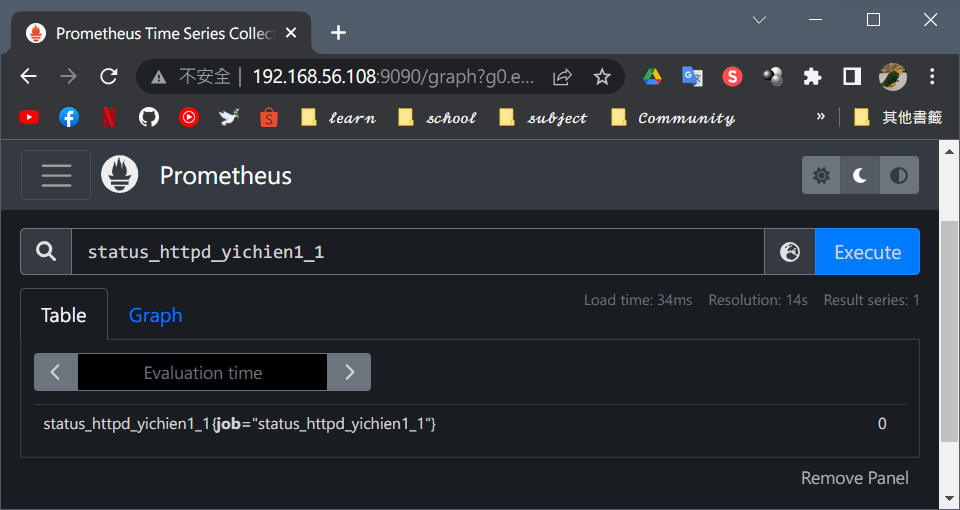 Prometheus Time Series Collec
不安全 | 192.168.56.108:9090/graph?g0.e...
learn school subject Community » 其他書籤
Prometheus
status_httpd_yichien1_1 Execute
Load time: 34ms Resolution: 14s Result series: 1
Table Graph
Evaluation time
status_httpd_yichien1_1{job="status_httpd_yichien1_1"} 0
Remove Panel